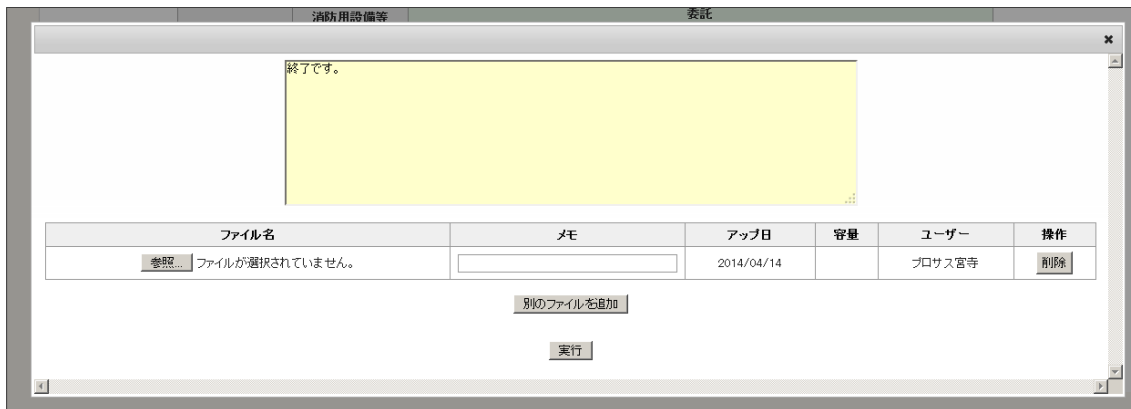 消防用設備等 委託
×
終了です。
ファイル名 メモ アップ日 容量 ユーザー 操作
参照... ファイルが選択されていません。 2014/04/14 プロサス宮寺 削除
別のファイルを追加
実行